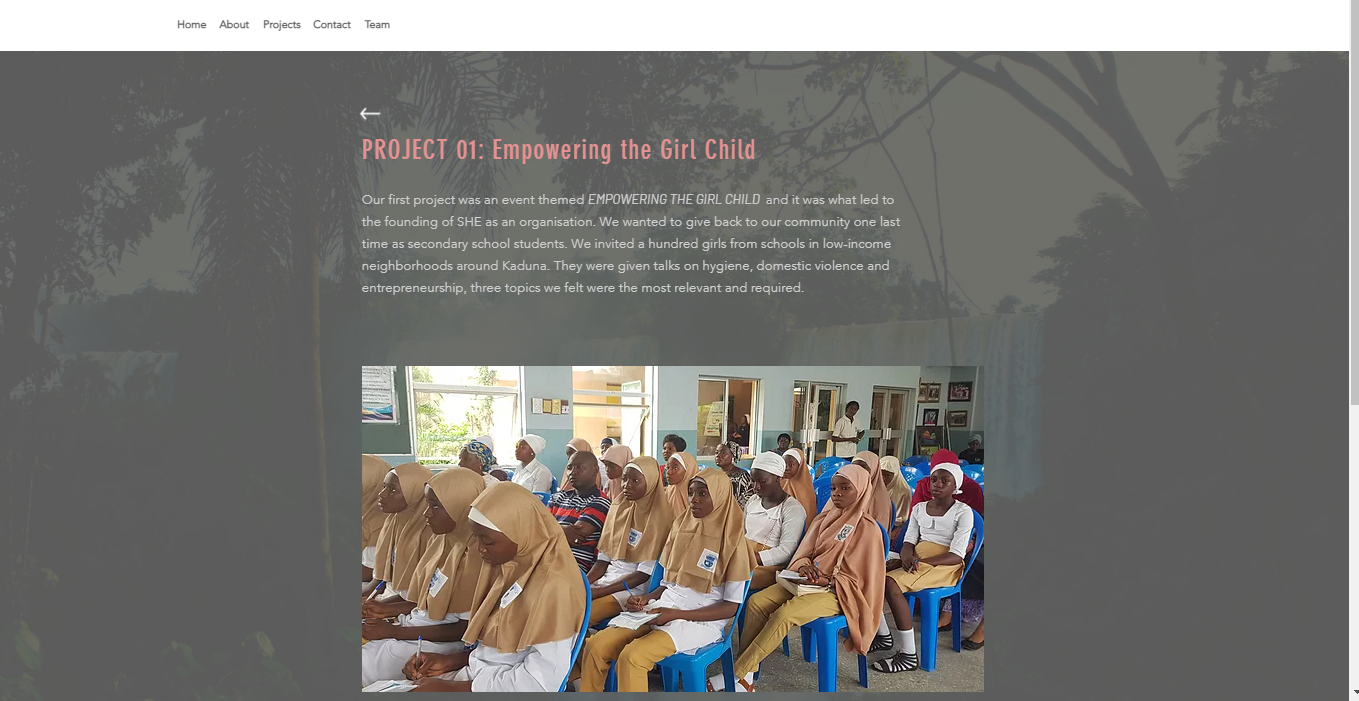 Home About Projects Contact Team
PROJECT 01: Empowering the Girl Child
Our first project was an event themed EMPOWERING THE GIRL CHILD and it was what led to
the founding of SHE as an organisation. We wanted to give back to our community one last
time as secondary school students. We invited a hundred girls from schools in low-income
neighborhoods around Kaduna. They were given talks on hygiene, domestic violence and
entrepreneurship, three topics we felt were the most relevant and required.